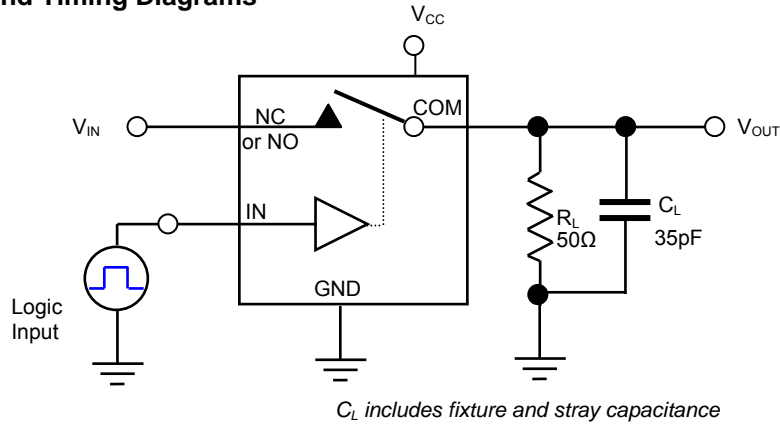 nd Timing Diagrams
VCC
NC
COM
VIN
VOUT
or NO
IN
RL
50Ω
CL
35pF
GND
Logic
Input
CL includes fixture and stray capacitance